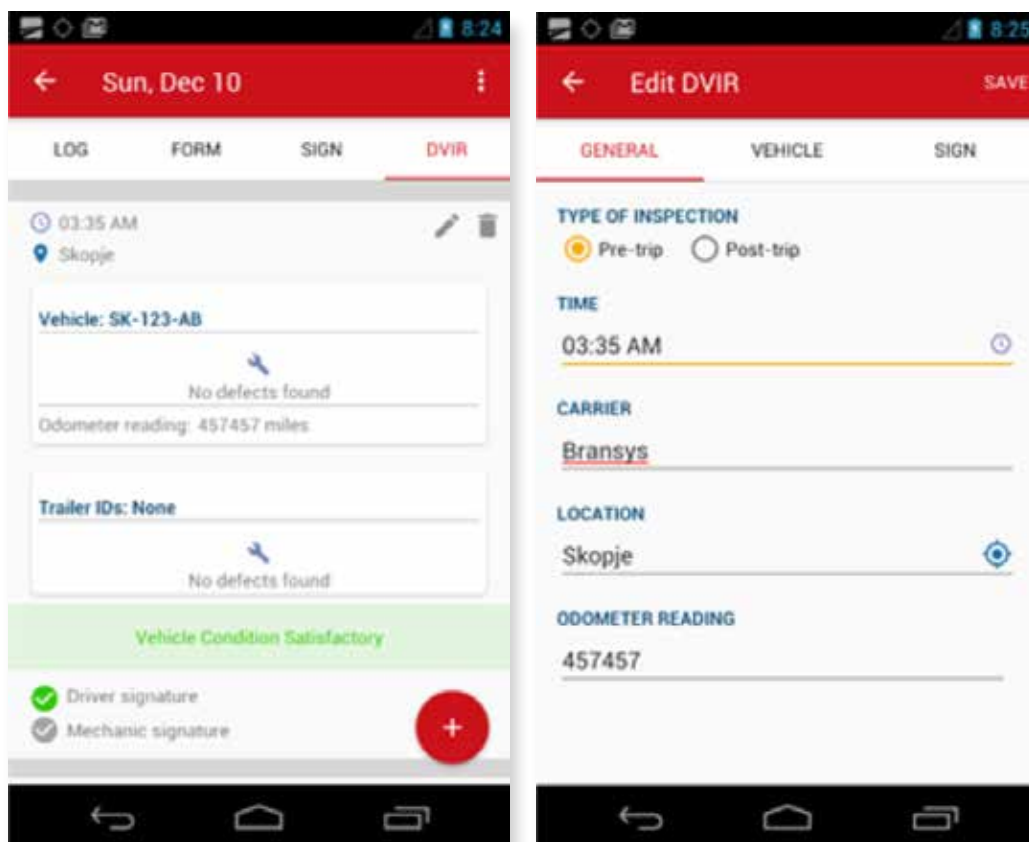 8:24
Sun, Dec 10
LOG FORM SIGN DVIR
03:35 AM
Skopje
Vehicle: SK-123-AB
No defects found
Odometer reading: 457457 miles
Trailer IDs: None
No defects found
Vehicle Condition Satisfactory
Driver signature
Mechanic signature
+
8:25
Edit DVIR SAVE
GENERAL VEHICLE SIGN
TYPE OF INSPECTION
Pre-trip Post-trip
TIME
03:35 AM
CARRIER
Bransys
LOCATION
Skopje
ODOMETER READING
457457